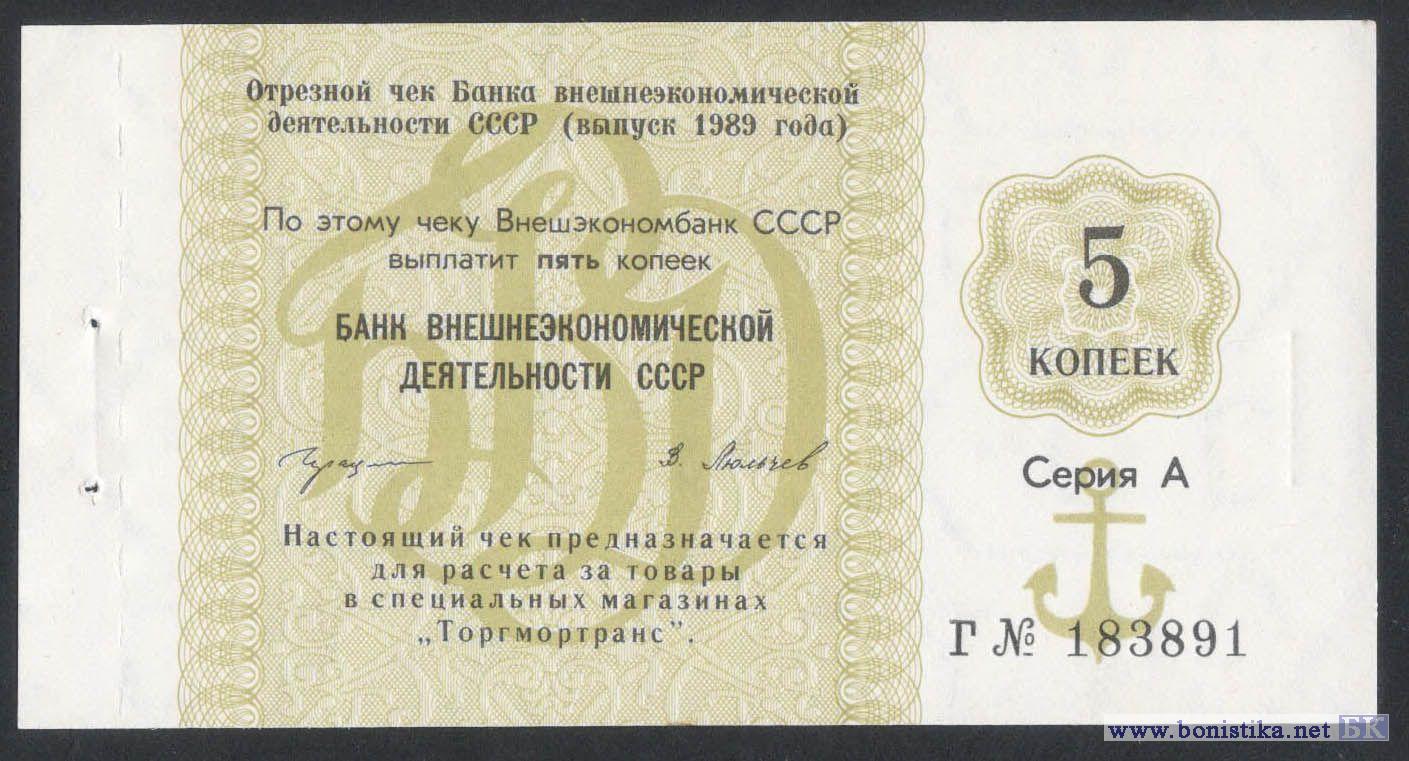 Отрезной чек Банка внешнеэкономической
деятельности СССР (выпуск 1989 года)
По этому чеку Внешэкономбанк СССР
выплатит пять копеек
БАНК ВНЕШНЕЭКОНОМИЧЕСКОЙ
ДЕЯТЕЛЬНОСТИ СССР
В. Люльчев
Настоящий чек предназначается
для расчета за товары
в специальных магазинах
„Торгмортранс".
5
КОПЕЕК
Серия А
Г № 183891
www.bonistika.net БК